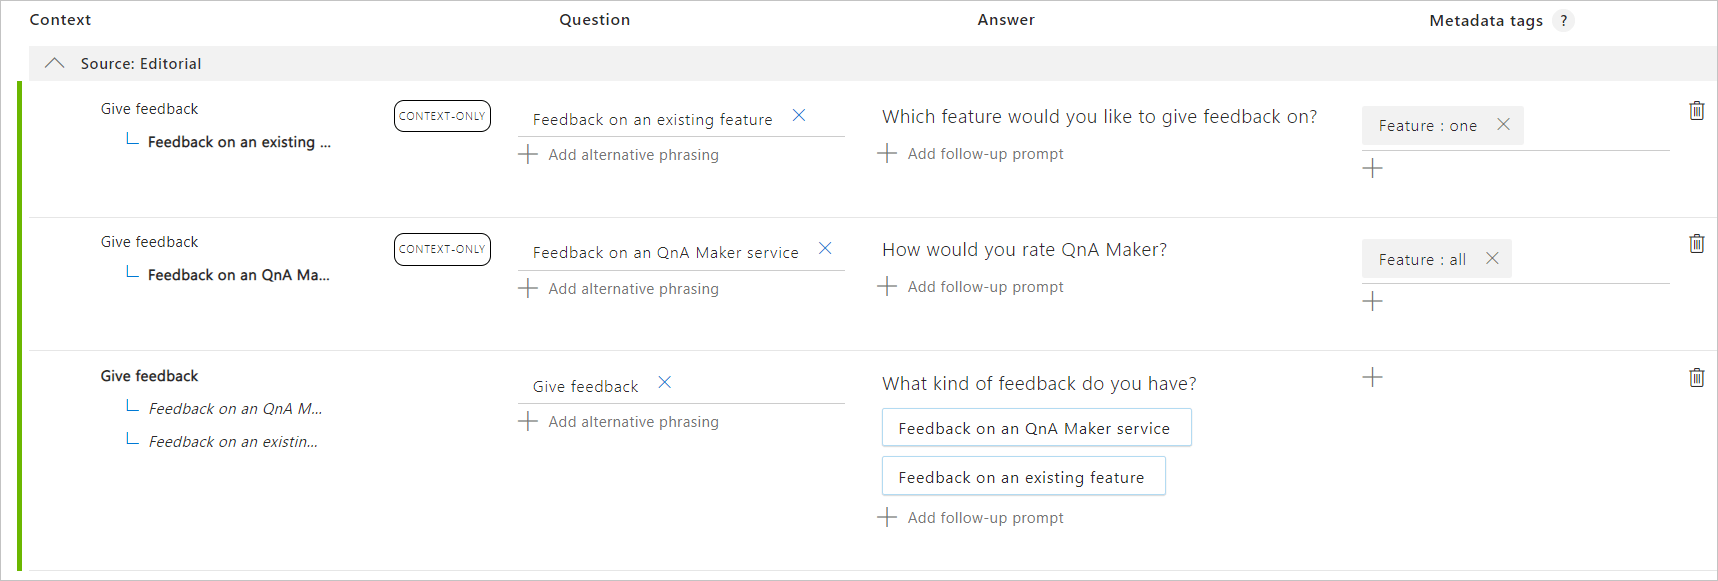 Context Question Answer Metadata tags ?
Source: Editorial
Give feedback
Feedback on an existing ...
CONTEXT-ONLY
Feedback on an existing feature
Add alternative phrasing
Which feature would you like to give feedback on?
Add follow-up prompt
Feature : one
Give feedback
Feedback on an QnA Ma...
CONTEXT-ONLY
Feedback on an QnA Maker service
Add alternative phrasing
How would you rate QnA Maker?
Add follow-up prompt
Feature : all
Give feedback
Feedback on an QnA M...
Feedback on an existin...
Give feedback
Add alternative phrasing
What kind of feedback do you have?
Feedback on an QnA Maker service
Feedback on an existing feature
Add follow-up prompt